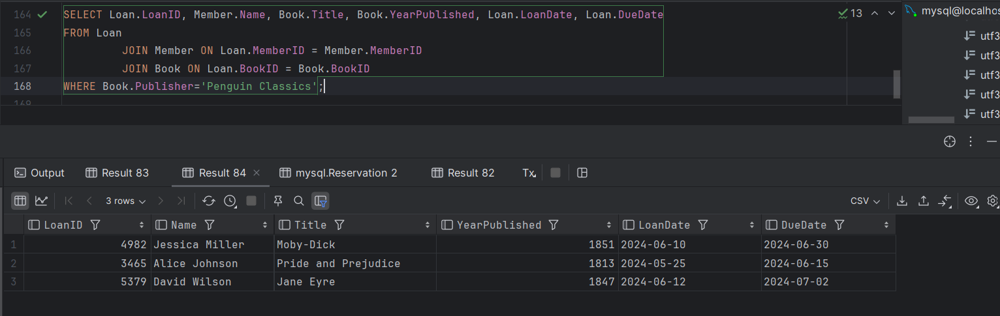 164 SELECT Loan.LoanID, Member.Name, Book.Title, Book.YearPublished, Loan.LoanDate, Loan.DueDate
13
mysql@localhos
165 FROM Loan
utf3
166 JOIN Member ON Loan.MemberID = Member.MemberID
utf3
167 JOIN Book ON Loan.BookID = Book.BookID
utf3
168 WHERE Book.Publisher='Penguin Classics';
utf3
169
utf3
Output Result 83 Result 84 mysql.Reservation 2 Result 82 Tx
3 rows CSV
LoanID Name Title YearPublished LoanDate DueDate
1 4982 Jessica Miller Moby-Dick 1851 2024-06-10 2024-06-30
2 3465 Alice Johnson Pride and Prejudice 1813 2024-05-25 2024-06-15
3 5379 David Wilson Jane Eyre 1847 2024-06-12 2024-07-02